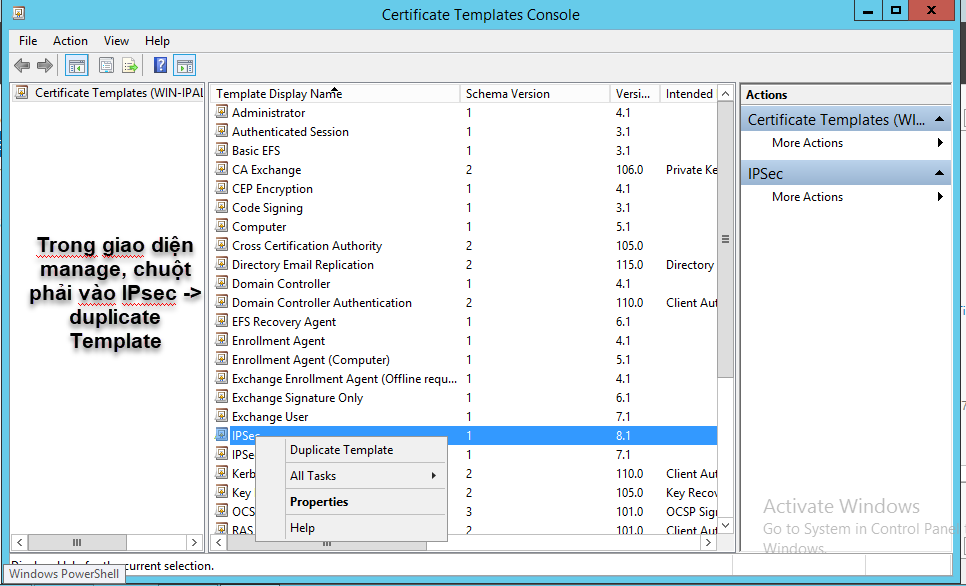 Certificate Templates Console
File Action View Help
Certificate Templates (WIN-IPAL
Trong giao diện
manage, chuột
phải vào IPsec ->
duplicate
Template
Template Display Name Schema Version Versi... Intended
Administrator 1 4.1
Authenticated Session 1 3.1
Basic EFS 1 3.1
CA Exchange 2 106.0 Private Ke
CEP Encryption 1 4.1
Code Signing 1 3.1
Computer 1 5.1
Cross Certification Authority 2 105.0
Directory Email Replication 2 115.0 Directory
Domain Controller 1 4.1
Domain Controller Authentication 2 110.0 Client Aut
EFS Recovery Agent 1 6.1
Enrollment Agent 1 4.1
Enrollment Agent (Computer) 1 5.1
Exchange Enrollment Agent (Offline requ... 1 4.1
Exchange Signature Only 1 6.1
Exchange User 1 7.1
IPSec 1 8.1
IPSe 1 7.1
Kerb 2 110.0 Client Aut
Key 2 105.0 Key Recov
OCS 3 101.0 OCSP Sig
RAS 2 101.0 Client Aut
Duplicate Template
All Tasks
Properties
Help
Actions
Certificate Templates (WI...
More Actions
IPSec
More Actions
Activate Windows
Go to System in Control Pane
Windows.
current selection.
Windows PowerShell